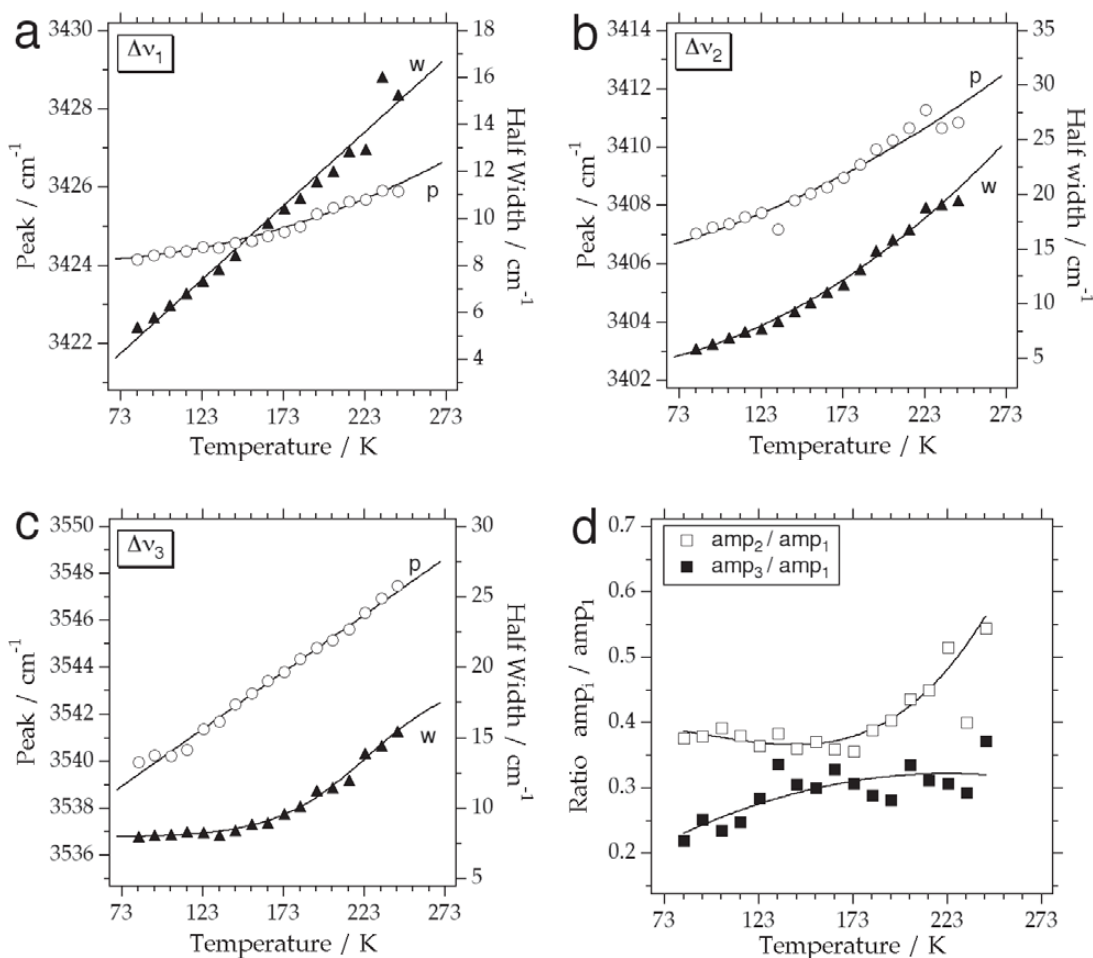 a
Δν1
w
p
3430
3428
3426
3424
3422
Peak / cm-1
18
16
14
12
10
8
6
4
Half Width / cm-1
73 123 173 223 273
Temperature / K
b
Δν2
p
w
3414
3412
3410
3408
3406
3404
3402
Peak / cm-1
35
30
25
20
15
10
5
Half width / cm-1
73 123 173 223 273
Temperature / K
c
Δν3
p
w
3550
3548
3546
3544
3542
3540
3538
3536
Peak / cm-1
30
25
20
15
10
5
Half Width / cm-1
73 123 173 223 273
Temperature / K
d
amp2 / amp1
amp3 / amp1
0.7
0.6
0.5
0.4
0.3
0.2
Ratio ampi / amp1
73 123 173 223 273
Temperature / K